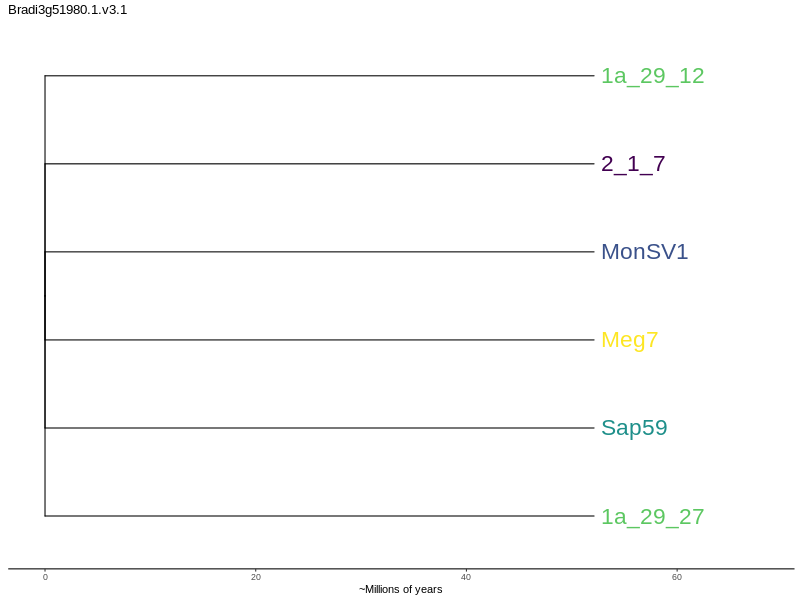 Bradi3g51980.1.v3.1
1a_29_12
2_1_7
MonSV1
Meg7
Sap59
1a_29_27
0 20 40 60
~Millions of years